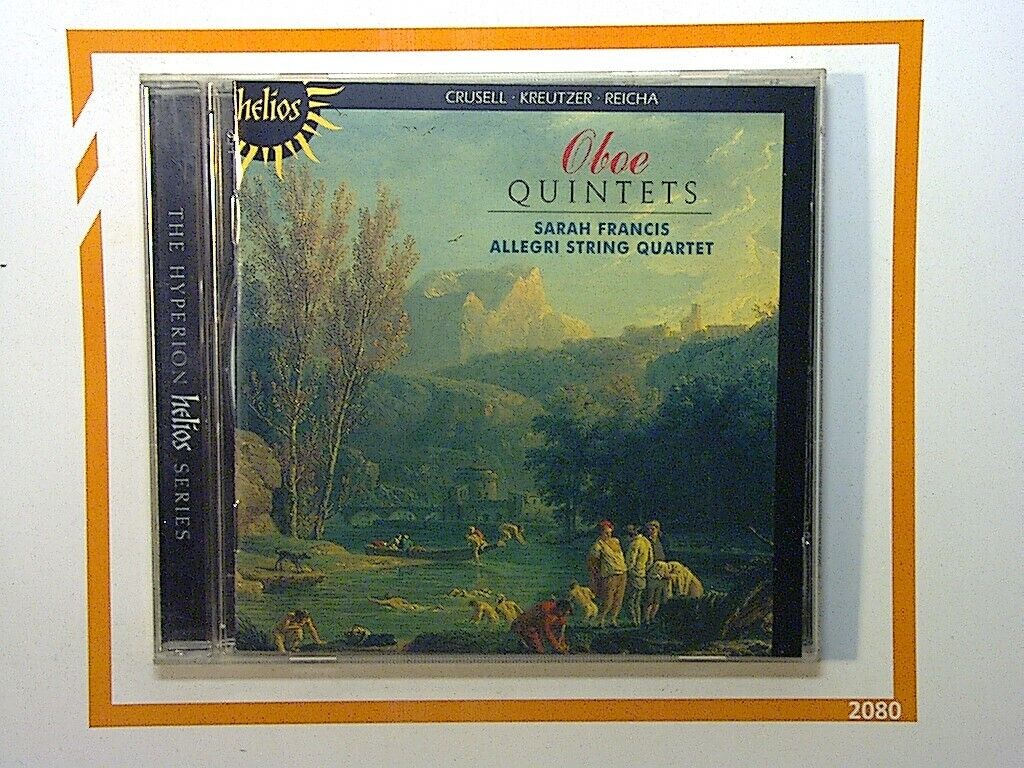 helios
CRUSELL · KREUTZER · REICHA
Oboe
QUINTETS
SARAH FRANCIS
ALLEGRI STRING QUARTET
THE HYPERION helios SERIES
2080